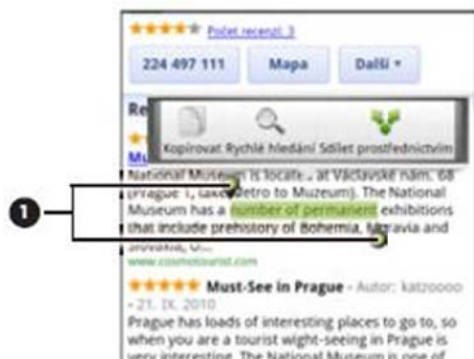 Počet recenzí: 3
224 497 111 Mapa Další
Re
Kopírovat Rychlé hledání Sdílet prostřednictvím
Mu
National Museum is locate at Václavské nám. 68
(Prague 1, take Metro to Muzeum). The National
Museum has a number of permanent exhibitions
that include prehistory of Bohemia, Moravia and
Slovakia, O...
www.cosmotourist.com
1
Must-See in Prague - Autor: katzoooo
- 21. IX. 2010
Prague has loads of interesting places to go to, so
when you are a tourist wight-seeing in Prague is
very interesting. The National Museum is one of